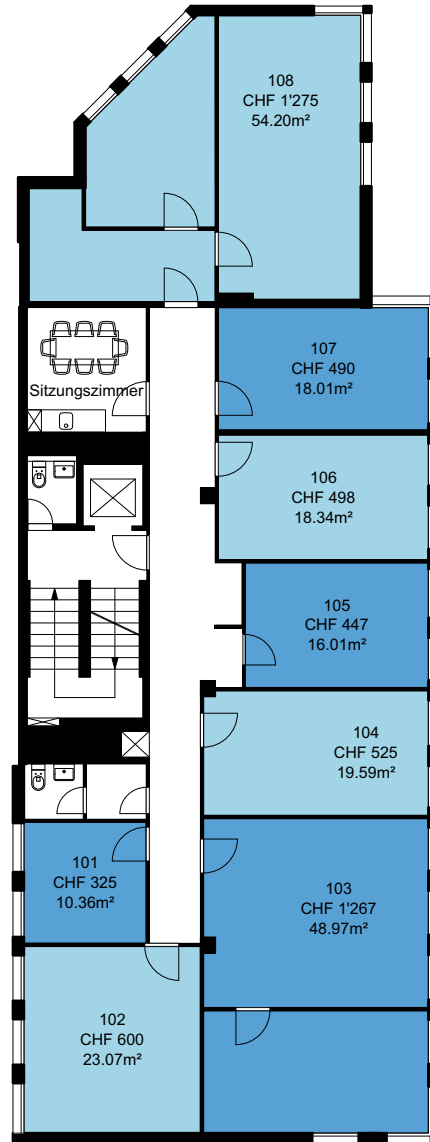 108
CHF 1'275
54.20m²
107
CHF 490
18.01m²
Sitzungszimmer
106
CHF 498
18.34m²
105
CHF 447
16.01m²
104
CHF 525
19.59m²
101
CHF 325
10.36m²
103
CHF 1'267
48.97m²
102
CHF 600
23.07m²